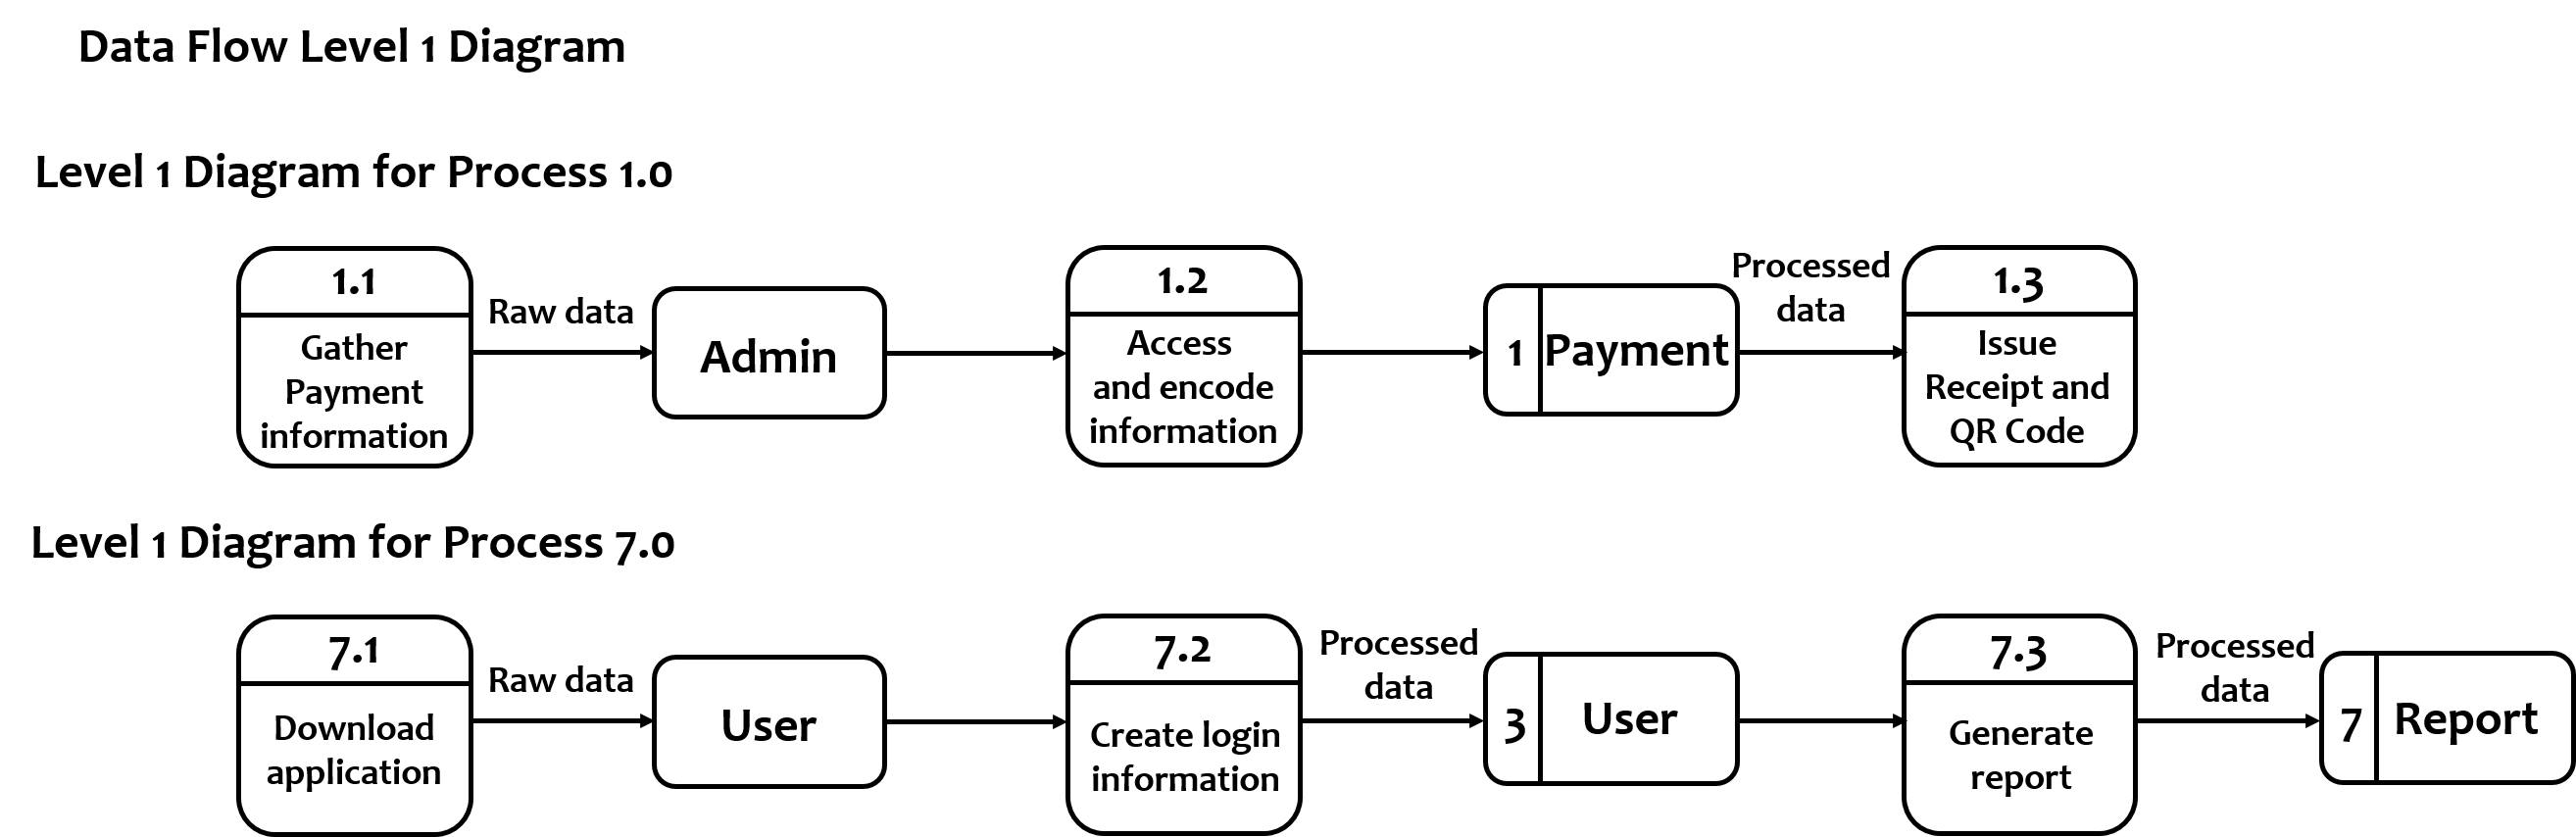 Data Flow Level 1 Diagram
Level 1 Diagram for Process 1.0
1.1
Gather
Payment
information
Raw data
Admin
1.2
Access
and encode
information
1
Payment
Processed
data
1.3
Issue
Receipt and
QR Code
Level 1 Diagram for Process 7.0
7.1
Download
application
Raw data
User
7.2
Create login
information
Processed
data
3
User
7.3
Generate
report
Processed
data
7
Report